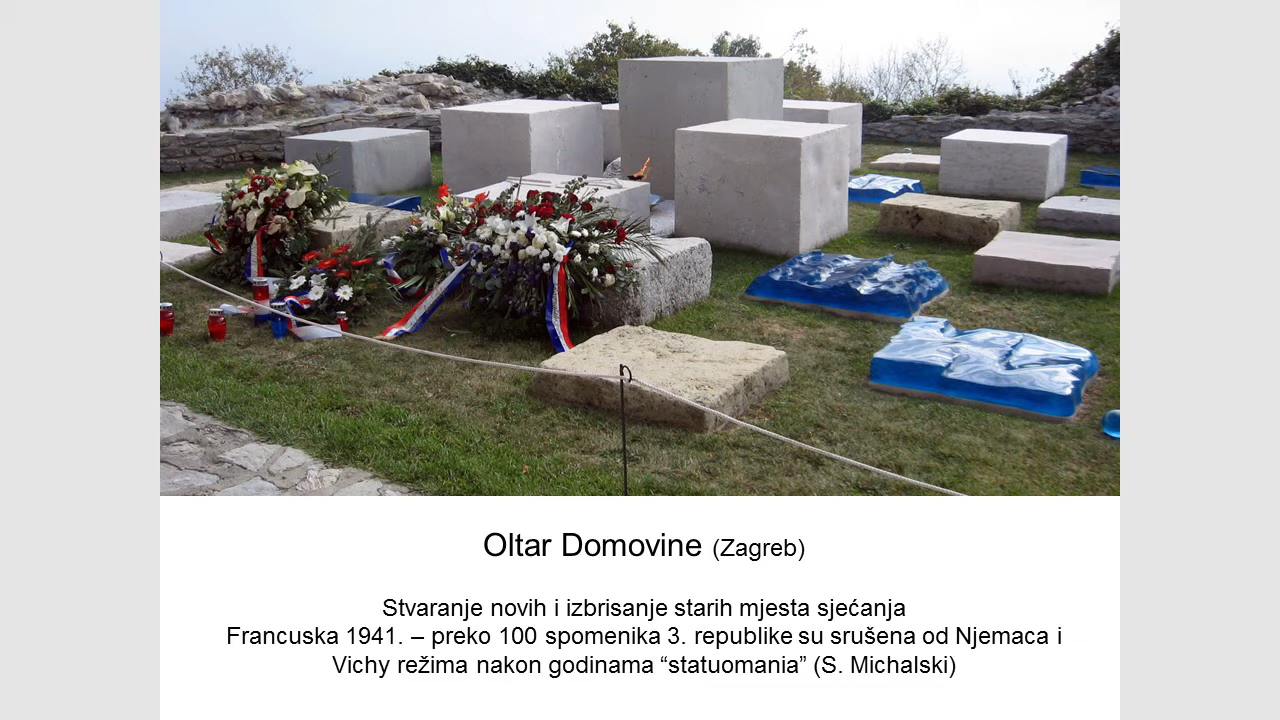 Oltar Domovine (Zagreb)
Stvaranje novih i izbrisanje starih mjesta sjećanja
Francuska 1941. – preko 100 spomenika 3. republike su srušena od Njemaca i
Vichy režima nakon godinama “statuomania” (S. Michalski)